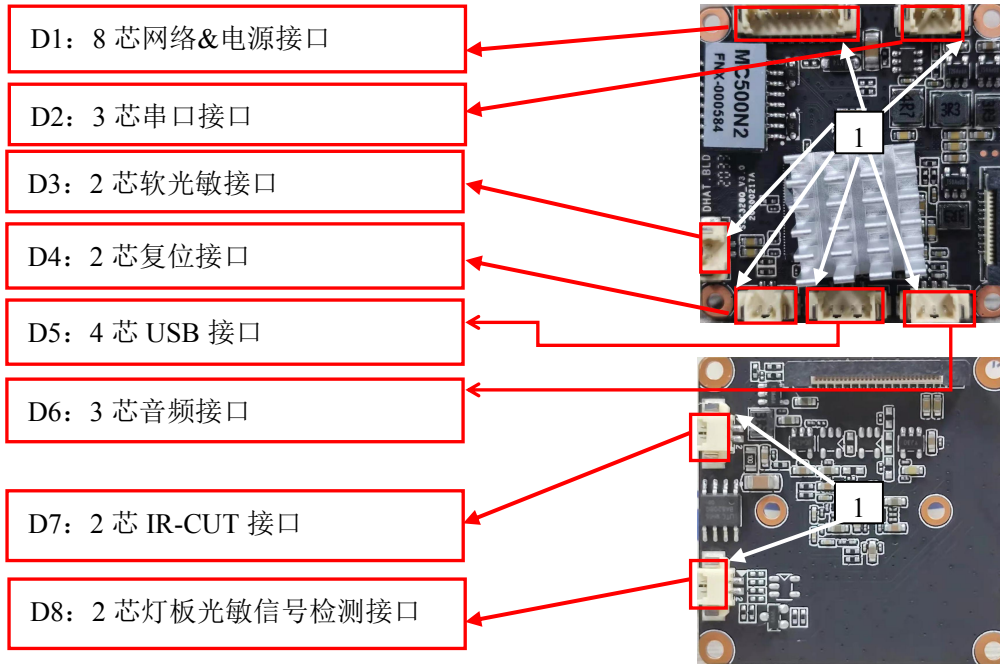 D1：8 芯网络&电源接口
D2：3 芯串口接口
D3：2 芯软光敏接口
D4：2 芯复位接口
D5：4 芯 USB 接口
D6：3 芯音频接口
D7：2 芯 IR-CUT 接口
D8：2 芯灯板光敏信号检测接口
MC500N2
FNX-000584
1
DHAT.BLD
3R3
1